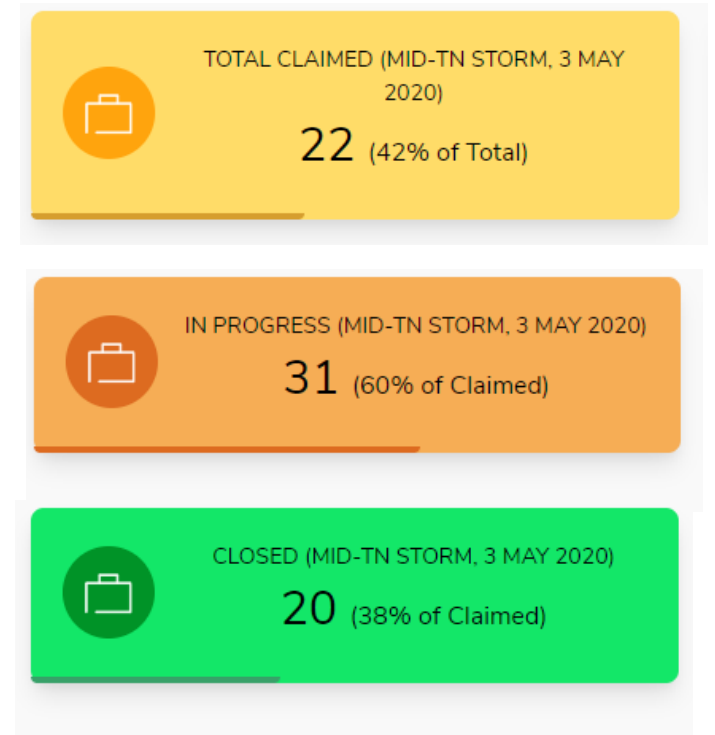 TOTAL CLAIMED (MID-TN STORM, 3 MAY
2020)
22 (42% of Total)
IN PROGRESS (MID-TN STORM, 3 MAY 2020)
31 (60% of Claimed)
CLOSED (MID-TN STORM, 3 MAY 2020)
20 (38% of Claimed)